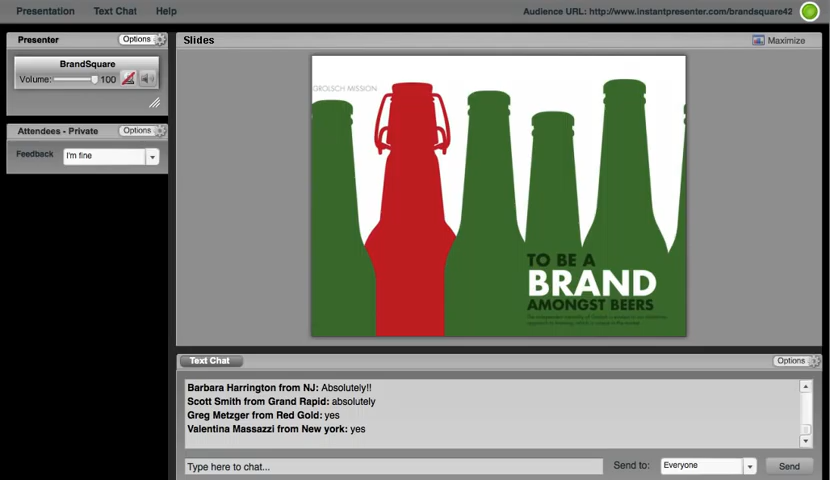 Presentation Text Chat Help
Audience URL: http://www.instantpresenter.com/brandsquare42
Presenter Options
BrandSquare
Volume: 100
Attendees - Private Options
Feedback I'm fine
Slides
Maximize
GROLSCH MISSION
TO BE A
BRAND
AMONGST BEERS
Text Chat
Options
Barbara Harrington from NJ: Absolutely!!
Scott Smith from Grand Rapid: absolutely
Greg Metzger from Red Gold: yes
Valentina Massazzi from New york: yes
Type here to chat...
Send to: Everyone
Send